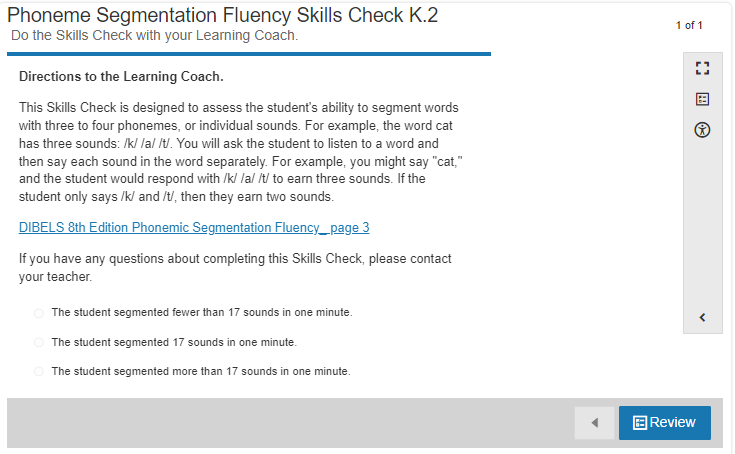 Phoneme Segmentation Fluency Skills Check K.2
Do the Skills Check with your Learning Coach.
1 of 1
Directions to the Learning Coach.
This Skills Check is designed to assess the student's ability to segment words
with three to four phonemes, or individual sounds. For example, the word cat
has three sounds: /k/ /a/ /t/. You will ask the student to listen to a word and
then say each sound in the word separately. For example, you might say "cat,"
and the student would respond with /k/ /a/ /t/ to earn three sounds. If the
student only says /k/ and /t/, then they earn two sounds.
DIBELS 8th Edition Phonemic Segmentation Fluency_ page 3
If you have any questions about completing this Skills Check, please contact
your teacher.
The student segmented fewer than 17 sounds in one minute.
The student segmented 17 sounds in one minute.
The student segmented more than 17 sounds in one minute.
Review